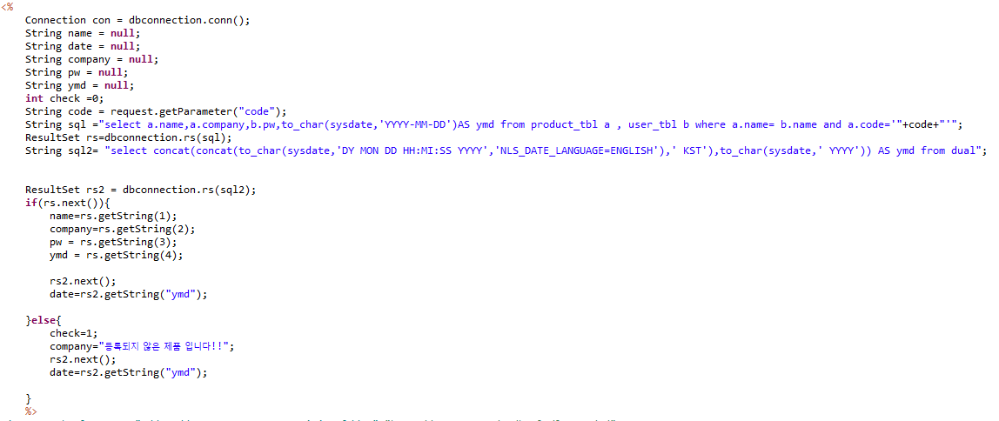 <%
Connection con = dbconnection.conn();
String name = null;
String date = null;
String company = null;
String pw = null;
String ymd = null;
int check =0;
String code = request.getParameter("code");
String sql ="select a.name,a.company,b.pw,to_char(sysdate,'YYYY-MM-DD')AS ymd from product_tbl a , user_tbl b where a.name= b.name and a.code='"+code+"'";
ResultSet rs=dbconnection.rs(sql);
String sql2= "select concat(concat(to_char(sysdate,'DY MON DD HH:MI:SS YYYY','NLS_DATE_LANGUAGE=ENGLISH'),' KST'),to_char(sysdate,' YYYY')) AS ymd from dual";
ResultSet rs2 = dbconnection.rs(sql2);
if(rs.next()){
name=rs.getString(1);
company=rs.getString(2);
pw = rs.getString(3);
ymd = rs.getString(4);
rs2.next();
date=rs2.getString("ymd");
}else{
check=1;
company="등록되지 않은 제품 입니다!!";
rs2.next();
date=rs2.getString("ymd");
}
%>